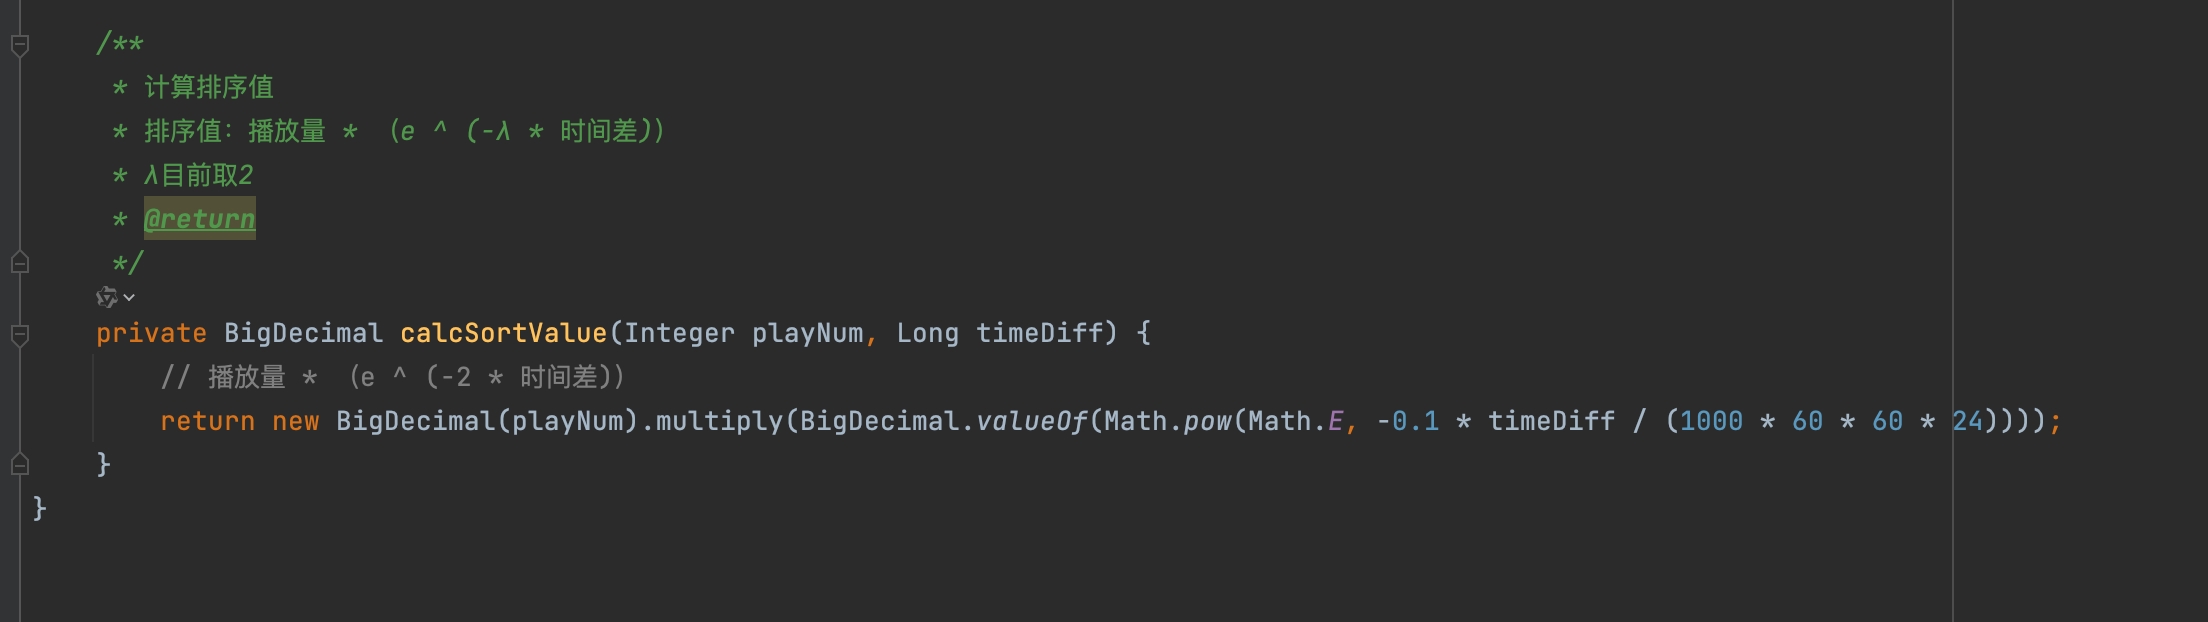 /**
* 计算排序值
* 排序值：播放量 * （e ^ (-λ * 时间差)）
* λ目前取2
* @return
*/
private BigDecimal calcSortValue(Integer playNum, Long timeDiff) {
// 播放量 * （e ^ (-2 * 时间差)）
return new BigDecimal(playNum).multiply(BigDecimal.valueOf(Math.pow(Math.E, -0.1 * timeDiff / (1000 * 60 * 60 * 24))));
}
}